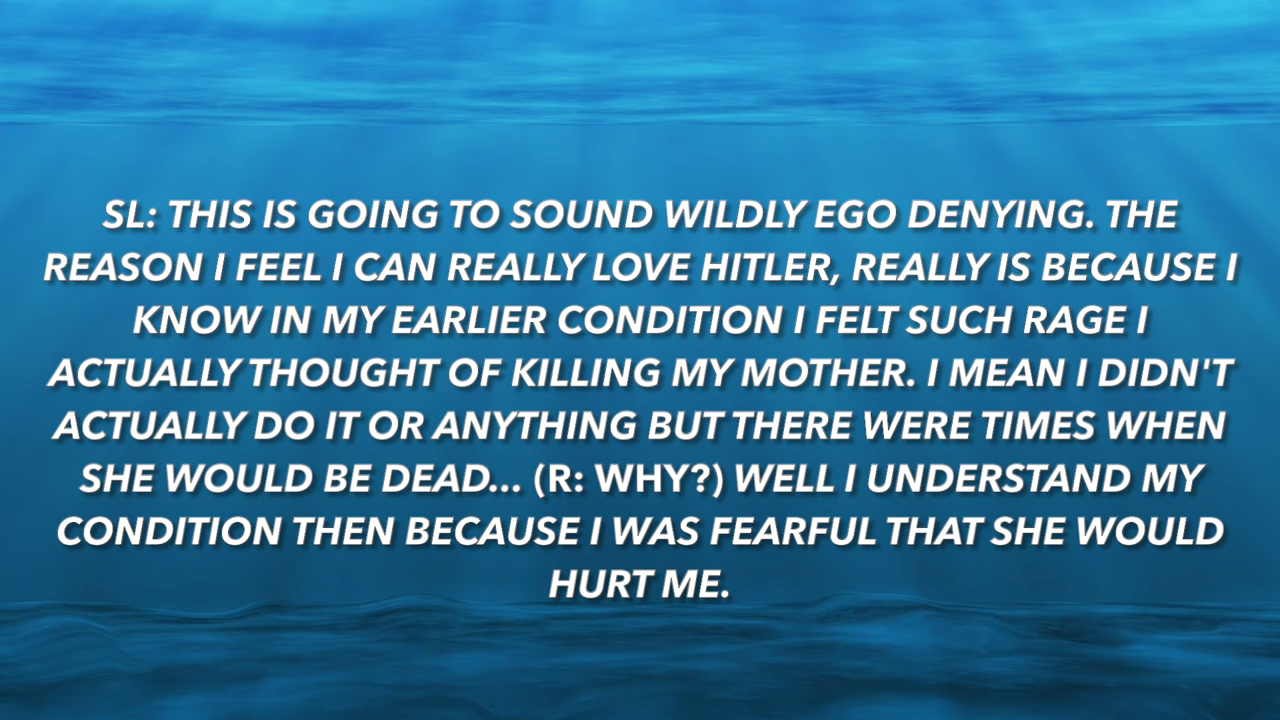 SL: THIS IS GOING TO SOUND WILDLY EGO DENYING. THE
REASON I FEEL I CAN REALLY LOVE HITLER, REALLY IS BECAUSE I
KNOW IN MY EARLIER CONDITION I FELT SUCH RAGE I
ACTUALLY THOUGHT OF KILLING MY MOTHER. I MEAN I DIDN'T
ACTUALLY DO IT OR ANYTHING BUT THERE WERE TIMES WHEN
SHE WOULD BE DEAD... (R: WHY?) WELL I UNDERSTAND MY
CONDITION THEN BECAUSE I WAS FEARFUL THAT SHE WOULD
HURT ME.